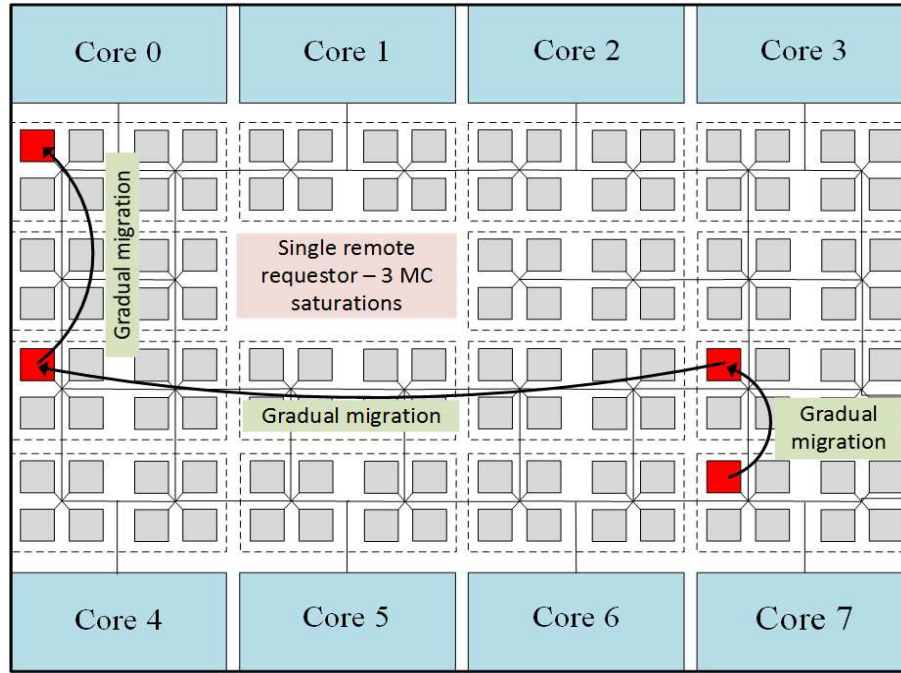 Core 0
Core 1
Core 2
Core 3
Gradual migration
Single remote
requestor – 3 MC
saturations
Gradual migration
Gradual
migration
Core 4
Core 5
Core 6
Core 7